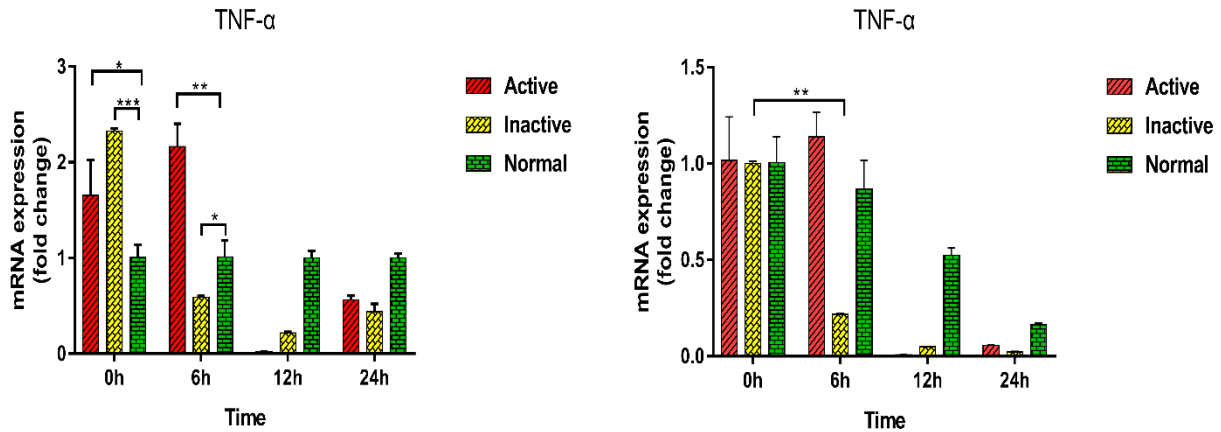 TNF-α
3
2
1
0
mRNA expression
(fold change)
*
***
**
*
0h
6h
12h
24h
Time
Active
Inactive
Normal
TNF-α
1.5
1.0
0.5
0.0
mRNA expression
(fold change)
**
0h
6h
12h
24h
Time
Active
Inactive
Normal